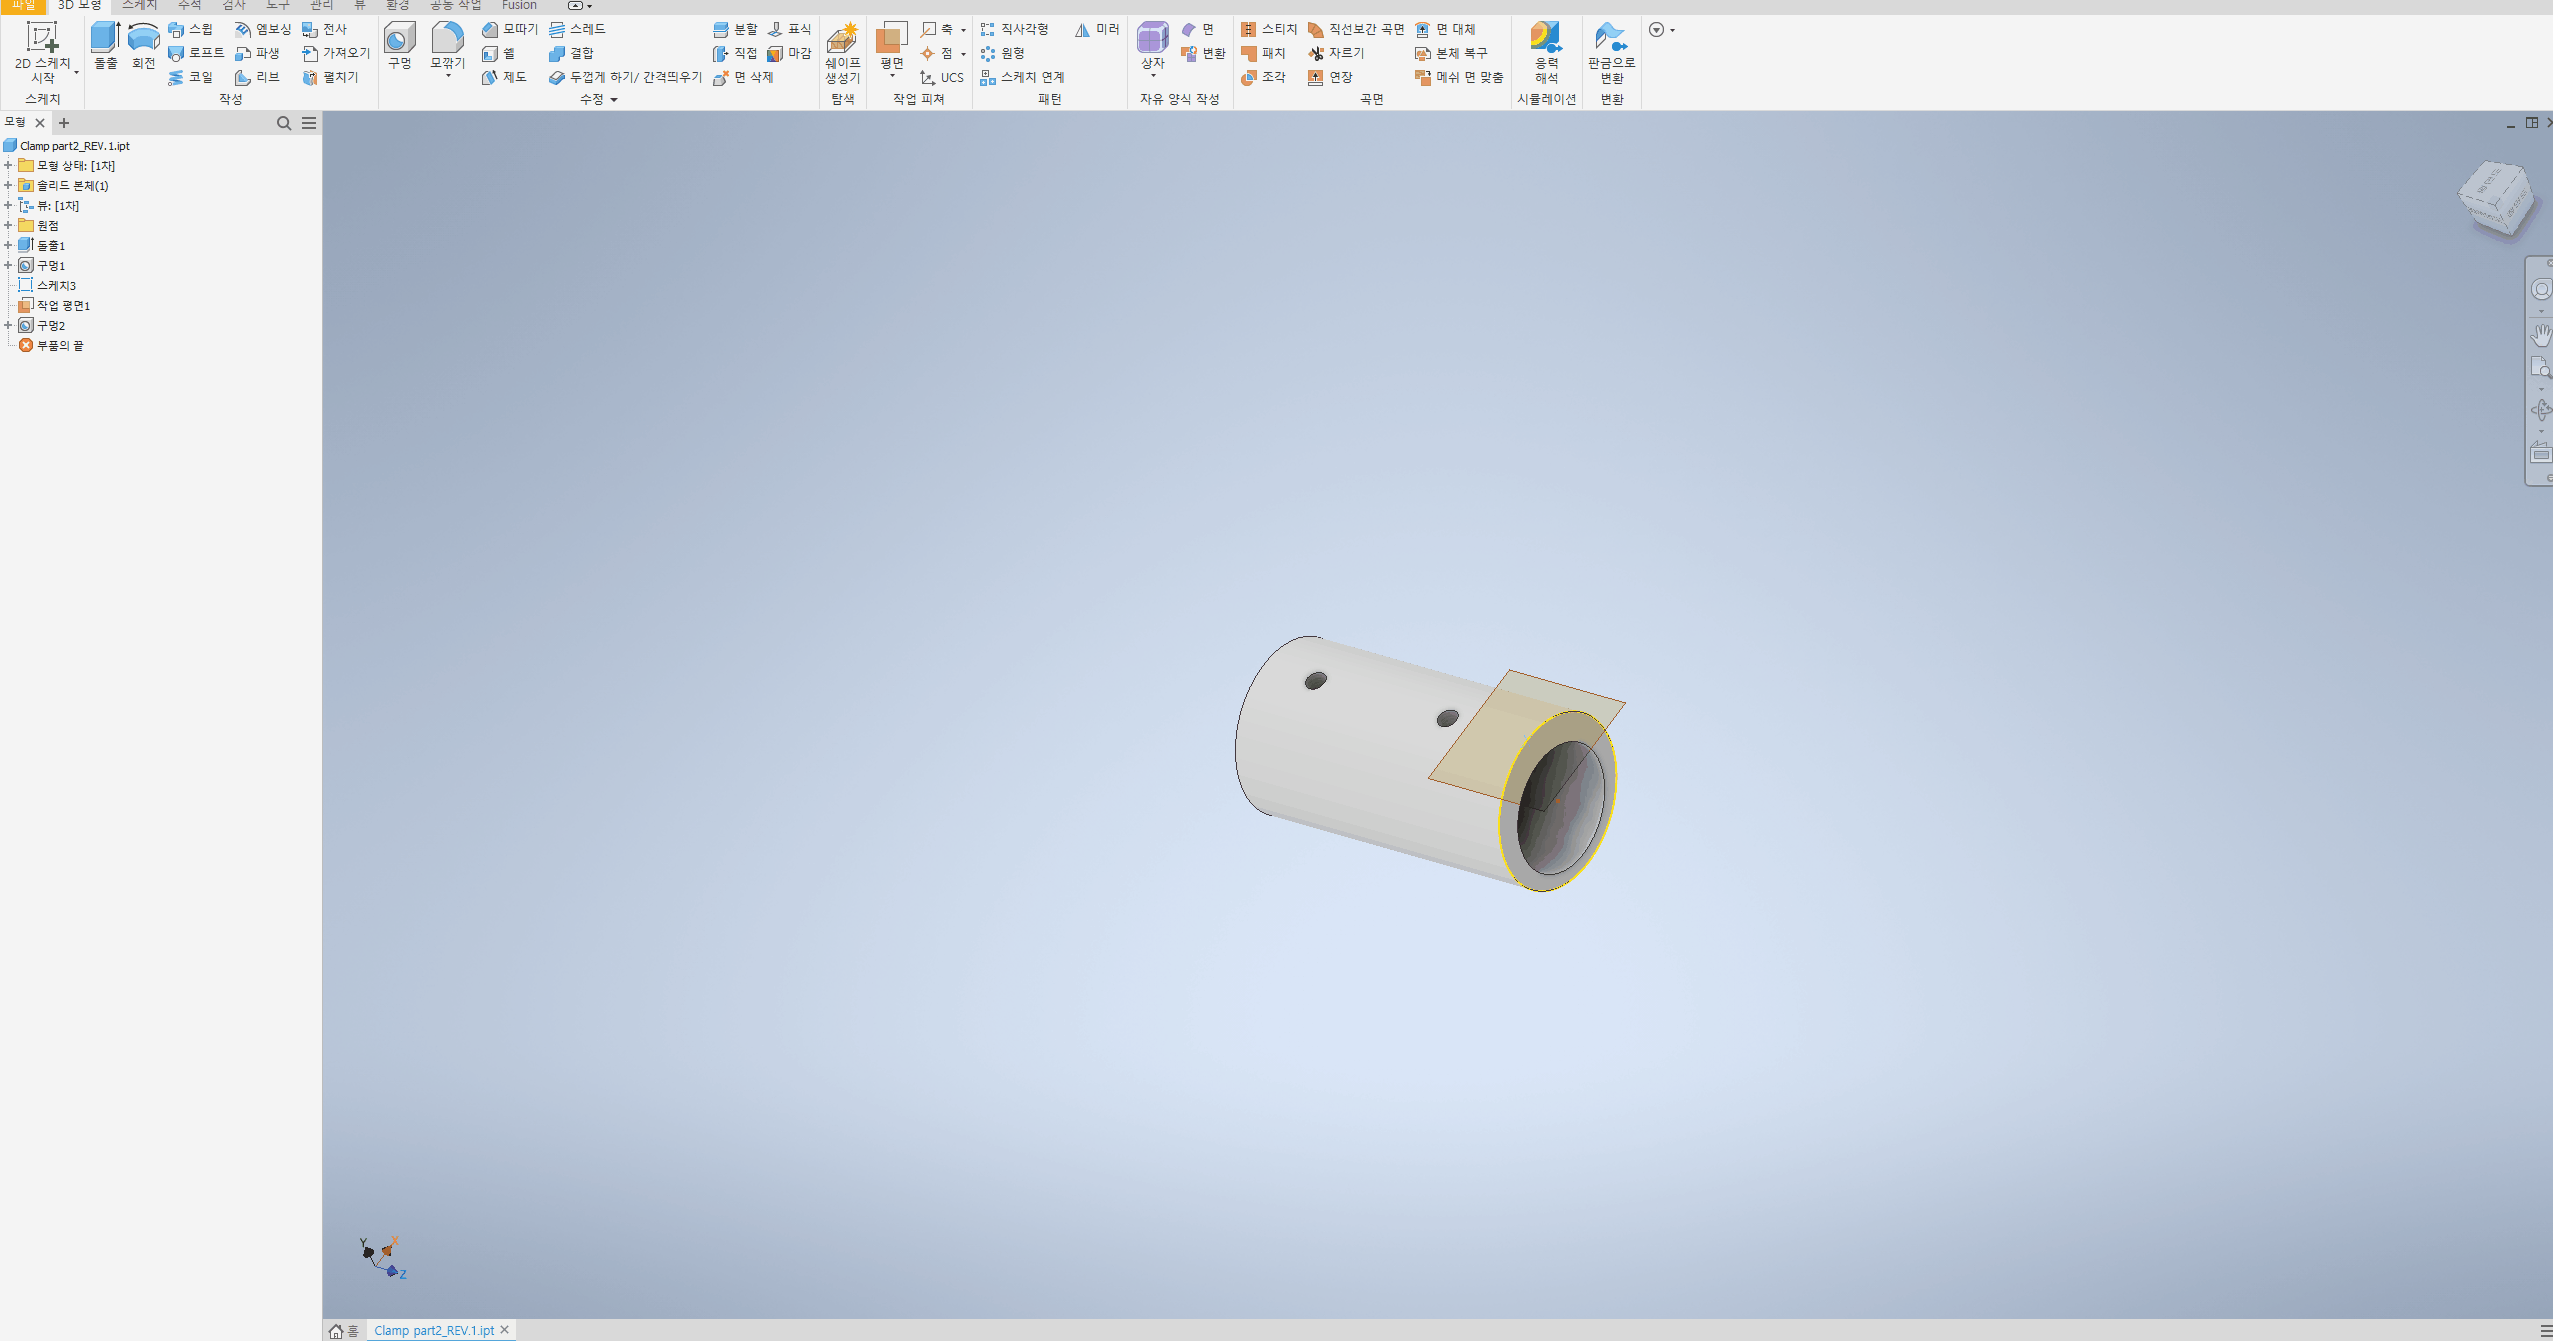 파일 3D 모형 스케치 주석 검사 도구 관리 뷰 환경 공동 작업 Fusion
2D 스케치 시작
스케치
돌출 회전
스윕 엠보싱 전사
로프트 파생 가져오기
코일 리브 펼치기
작성
구멍 모깎기
모따기 스레드
쉘 결합
제도 두껍게 하기/ 간격띄우기
분할 표식
직접 마감
면 삭제
수정
쉐이프 생성기
탐색
평면
축
점
UCS
작업 피쳐
직사각형 미러
원형
스케치 연계
패턴
상자
면
변환
자유 양식 작성
스티치 직선보간 곡면 면 대체
패치 자르기 본체 복구
조각 연장 메쉬 면 맞춤
곡면
응력 해석
시뮬레이션
판금으로 변환
변환
모형
Clamp part2_REV.1.ipt
모형 상태: [1차]
솔리드 본체(1)
뷰: [1차]
원점
돌출1
구멍1
스케치3
작업 평면1
구멍2
부품의 끝
Y X
Z
홈 Clamp part2_REV.1.ipt